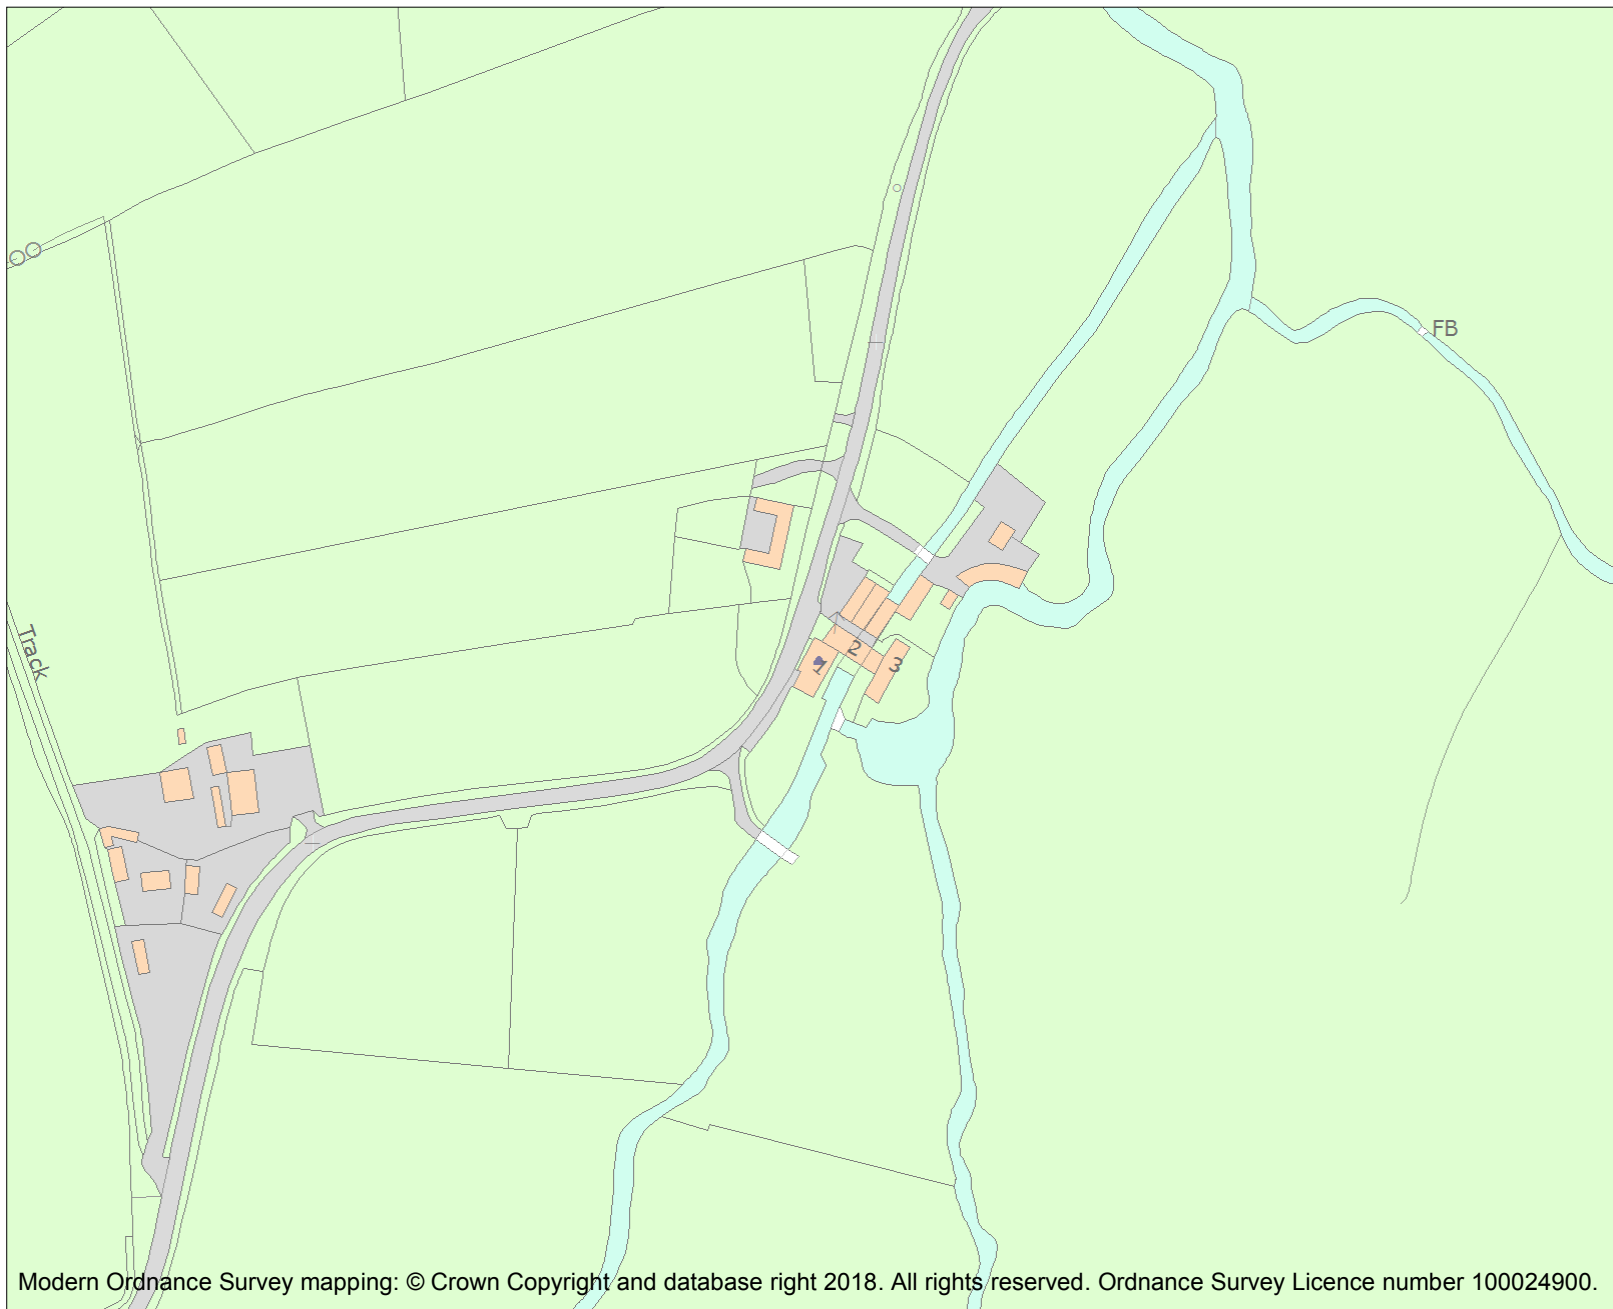 FB
Track
1
2
3
Modern Ordnance Survey mapping: © Crown Copyright and database right 2018. All rights reserved. Ordnance Survey Licence number 100024900.